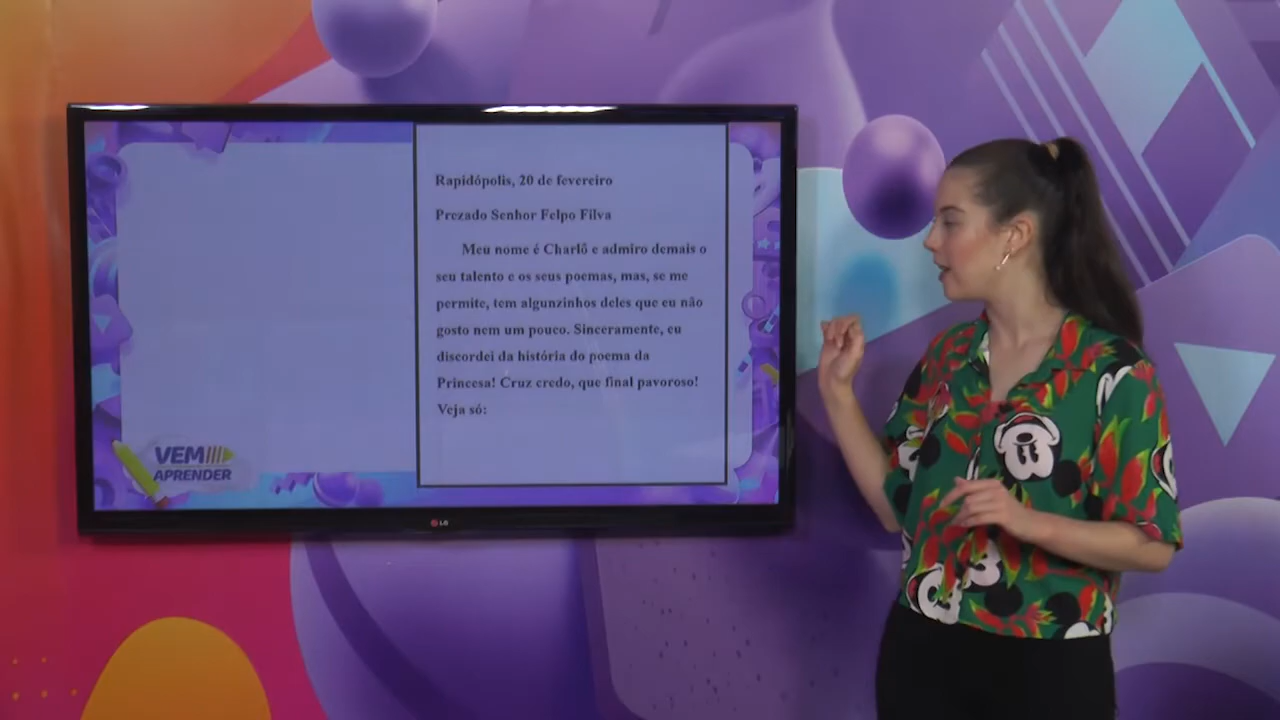 Rapidópolis, 20 de fevereiro
Prezado Senhor Felpo Filva
Meu nome é Charlô e admiro demais o
seu talento e os seus poemas, mas, se me
permite, tem algunzinhos deles que eu não
gosto nem um pouco. Sinceramente, eu
discordei da história do poema da
Princesa! Cruz credo, que final pavoroso!
Veja só:
VEM
APRENDER
LG